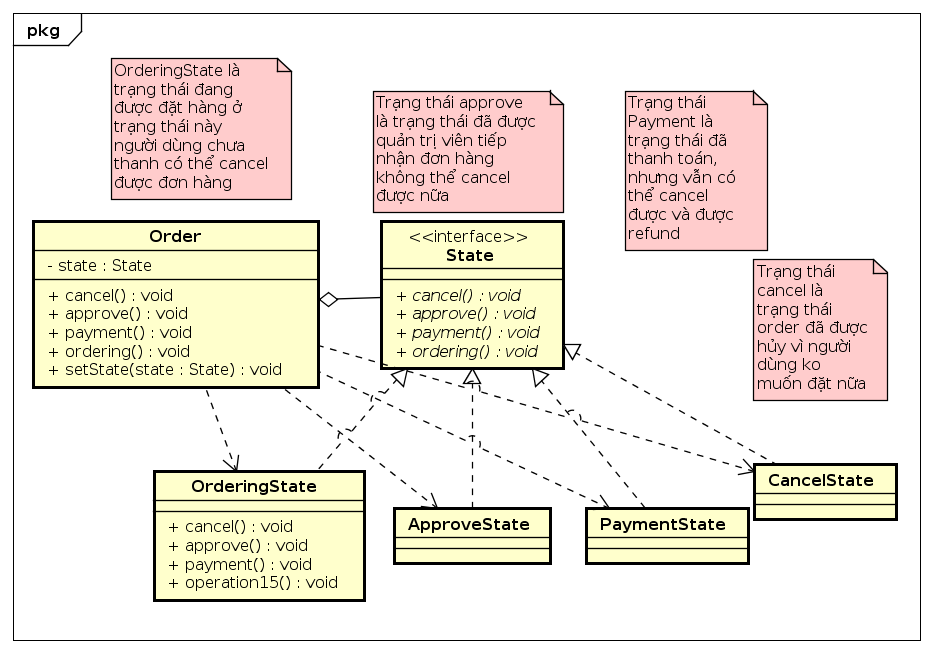 pkg
OrderingState là
trạng thái đang
được đặt hàng ở
trạng thái này
người dùng chưa
thanh có thể cancel
được đơn hàng
Trạng thái approve
là trạng thái đã được
quản trị viên tiếp
nhận đơn hàng
không thể cancel
được nữa
Trạng thái
Payment là
trạng thái đã
thanh toán,
nhưng vẫn có
thể cancel
được và được
refund
Order
- state : State
+ cancel() : void
+ approve() : void
+ payment() : void
+ ordering() : void
+ setState(state : State) : void
<<interface>>
State
+ cancel() : void
+ approve() : void
+ payment() : void
+ ordering() : void
Trạng thái
cancel là
trạng thái
order đã được
hủy vì người
dùng ko
muốn đặt nữa
OrderingState
+ cancel() : void
+ approve() : void
+ payment() : void
+ operation15() : void
ApproveState
PaymentState
CancelState